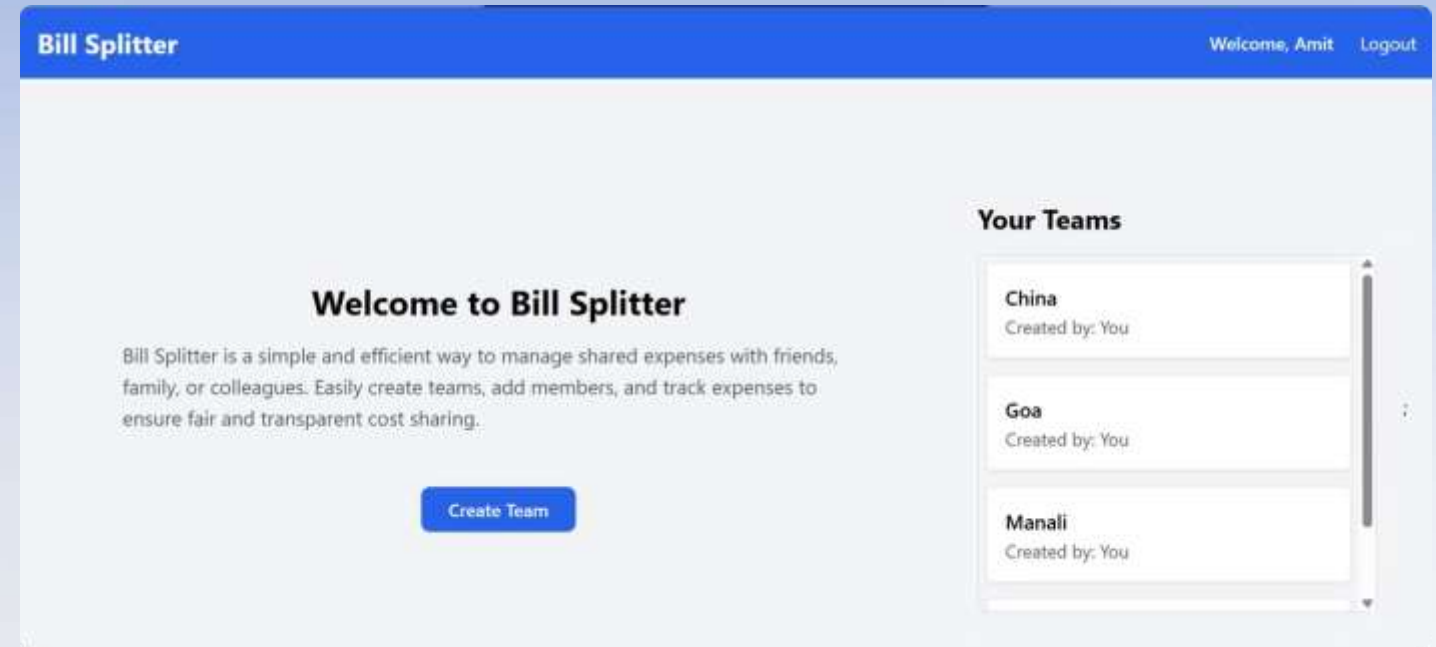 Bill Splitter
Welcome, Amit Logout
Welcome to Bill Splitter
Bill Splitter is a simple and efficient way to manage shared expenses with friends,
family, or colleagues. Easily create teams, add members, and track expenses to
ensure fair and transparent cost sharing.
Create Team
Your Teams
China
Created by: You
Goa
Created by: You
Manali
Created by: You
;